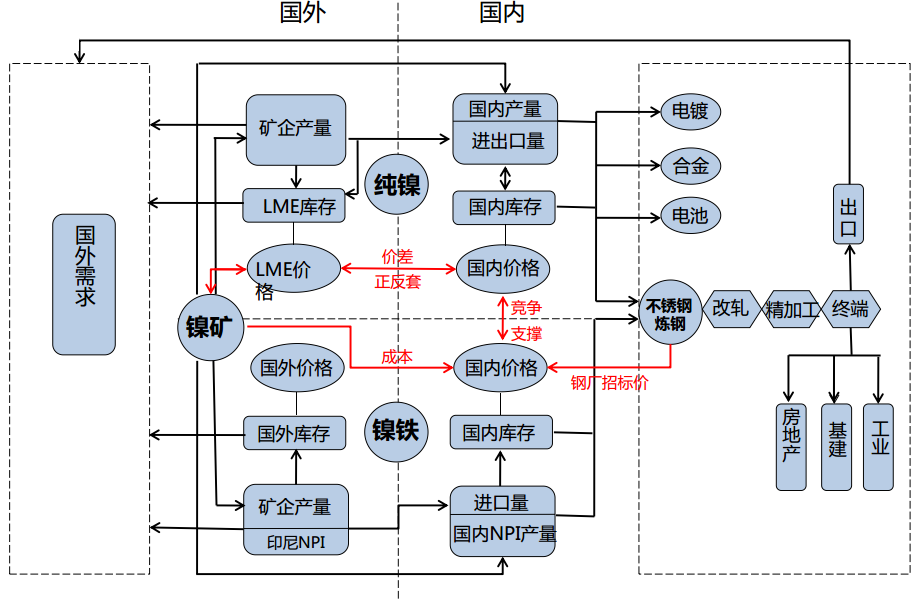 国外
国内
矿企产量
国内产量
进出口量
电镀
合金
电池
纯镍
LME库存
国内库存
国外需求
出口
LME价格
价差
正反套
国内价格
镍矿
竞争
支撑
不锈钢
炼钢
改轧
精加工
终端
国外价格
成本
国内价格
钢厂招标价
国外库存
镍铁
国内库存
房地产
基建
工业
矿企产量
印尼NPI
进口量
国内NPI产量